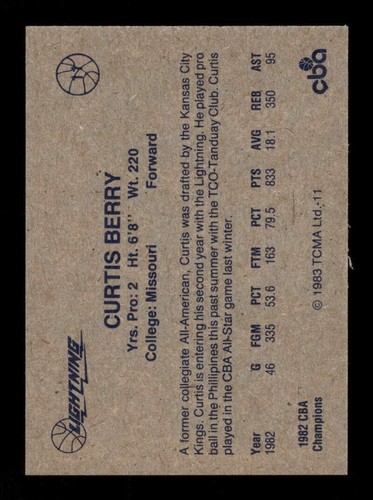 LIGHTNING
11
CURTIS BERRY
Yrs. Pro: 2 Ht. 6'8" Wt. 220
College: Missouri Forward
A former collegiate All-American, Curtis was drafted by the Kansas City
Kings. Curtis is entering his second year with the Lightning. He played pro
ball in the Phillipines this past summer with the TCO-Tanduay Club. Curtis
played in the CBA All-Star game last winter.
Year G FGM PCT FTM PCT PTS AVG REB AST
1982 46 335 53.6 163 79.5 833 18.1 350 95
1982 CBA
Champions
© 1983 TCMA Ltd.-11
cba